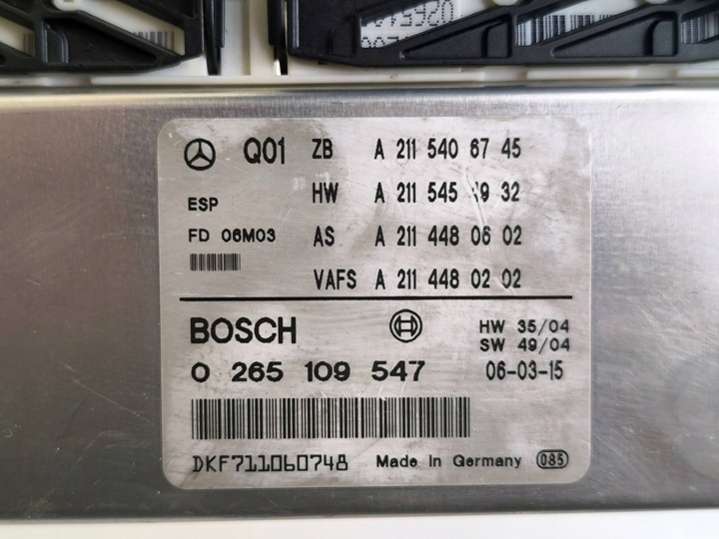 Q01 ZB A 211 540 67 45
ESP HW A 211 545 32
FD 06M03 AS A 211 448 06 02
VAFS A 211 448 02 02
BOSCH HW 35/04
SW 49/04
0 265 109 547 06-03-15
DKF711060748 Made In Germany 085